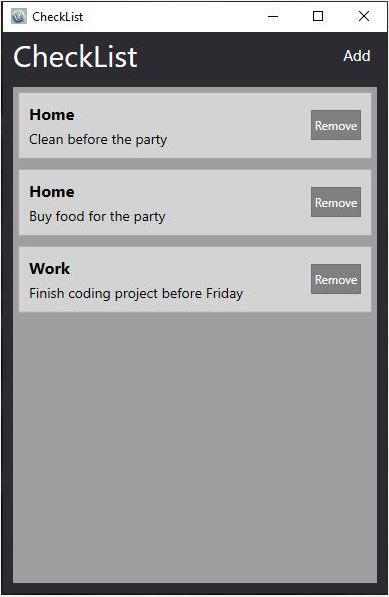 CheckList
CheckList
Add
Home
Clean before the party
Remove
Home
Buy food for the party
Remove
Work
Finish coding project before Friday
Remove